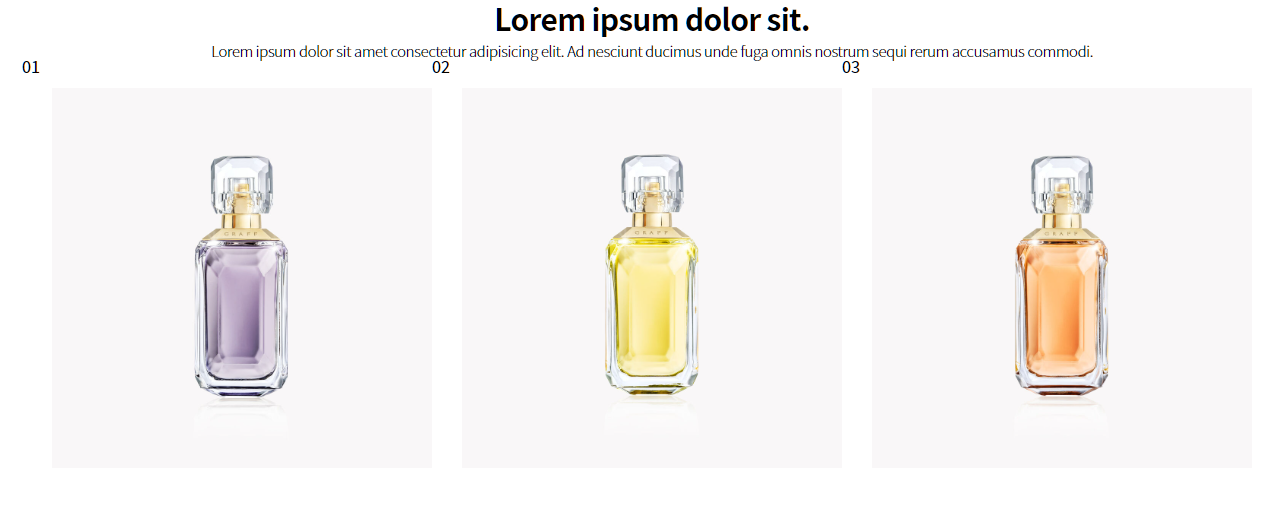 Lorem ipsum dolor sit.
Lorem ipsum dolor sit amet consectetur adipisicing elit. Ad nesciunt ducimus unde fuga omnis nostrum sequi rerum accusamus commodi.
01
02
03
GRAFF
GRAFF
GRAFF